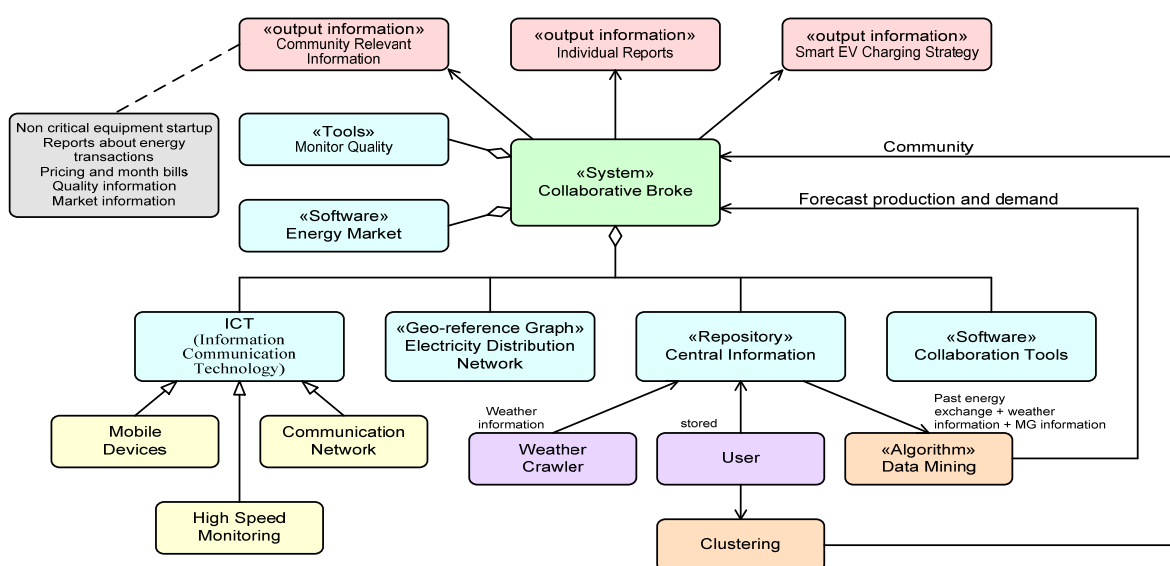 «output information»
Community Relevant
Information
«output information»
Individual Reports
«output information»
Smart EV Charging Strategy
Non critical equipment startup
Reports about energy
transactions
Pricing and month bills
Quality information
Market information
«Tools»
Monitor Quality
«System»
Collaborative Broke
Community
«Software»
Energy Market
Forecast production and demand
ICT
(Information
Communication
Technology)
«Geo-reference Graph»
Electricity Distribution
Network
«Repository»
Central Information
«Software»
Collaboration Tools
Mobile
Devices
Communication
Network
High Speed
Monitoring
Weather
information
Weather
Crawler
stored
User
Past energy
exchange + weather
information + MG information
«Algorithm»
Data Mining
Clustering